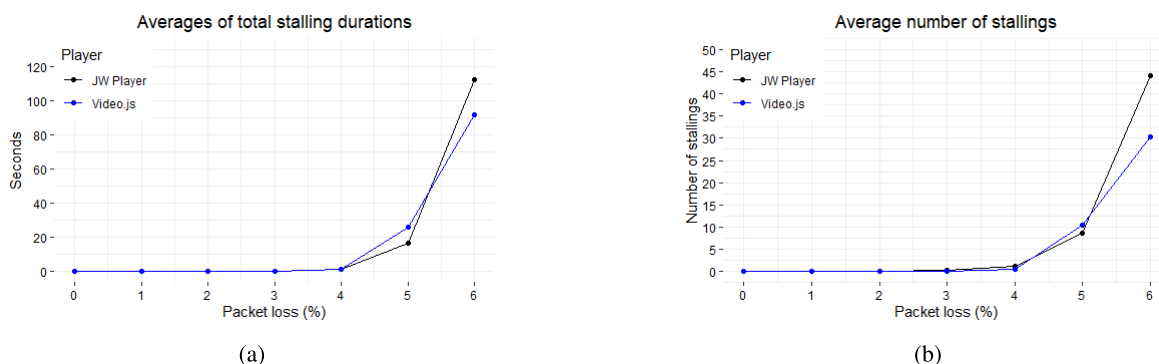 Averages of total stalling durations
Player
JW Player
Video.js
120
100
80
60
40
20
0
Seconds
0 1 2 3 4 5 6
Packet loss (%)
(a)
Average number of stallings
Player
JW Player
Video.js
50
45
40
35
30
25
20
15
10
5
0
Number of stallings
0 1 2 3 4 5 6
Packet loss (%)
(b)